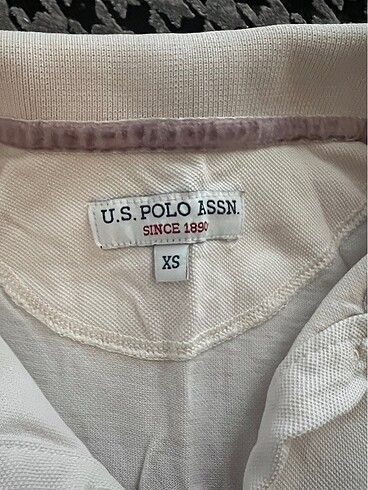 U.S. POLO ASSN.
SINCE 1890
XS